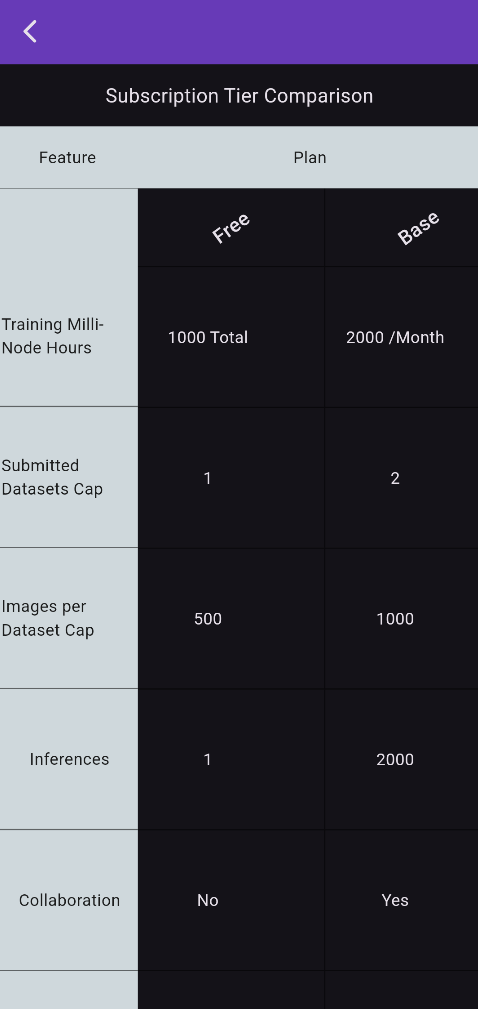 Subscription Tier Comparison
Feature Plan
Free Base
Training Milli-
Node Hours
1000 Total 2000 /Month
Submitted
Datasets Cap
1 2
Images per
Dataset Cap
500 1000
Inferences 1 2000
Collaboration No Yes